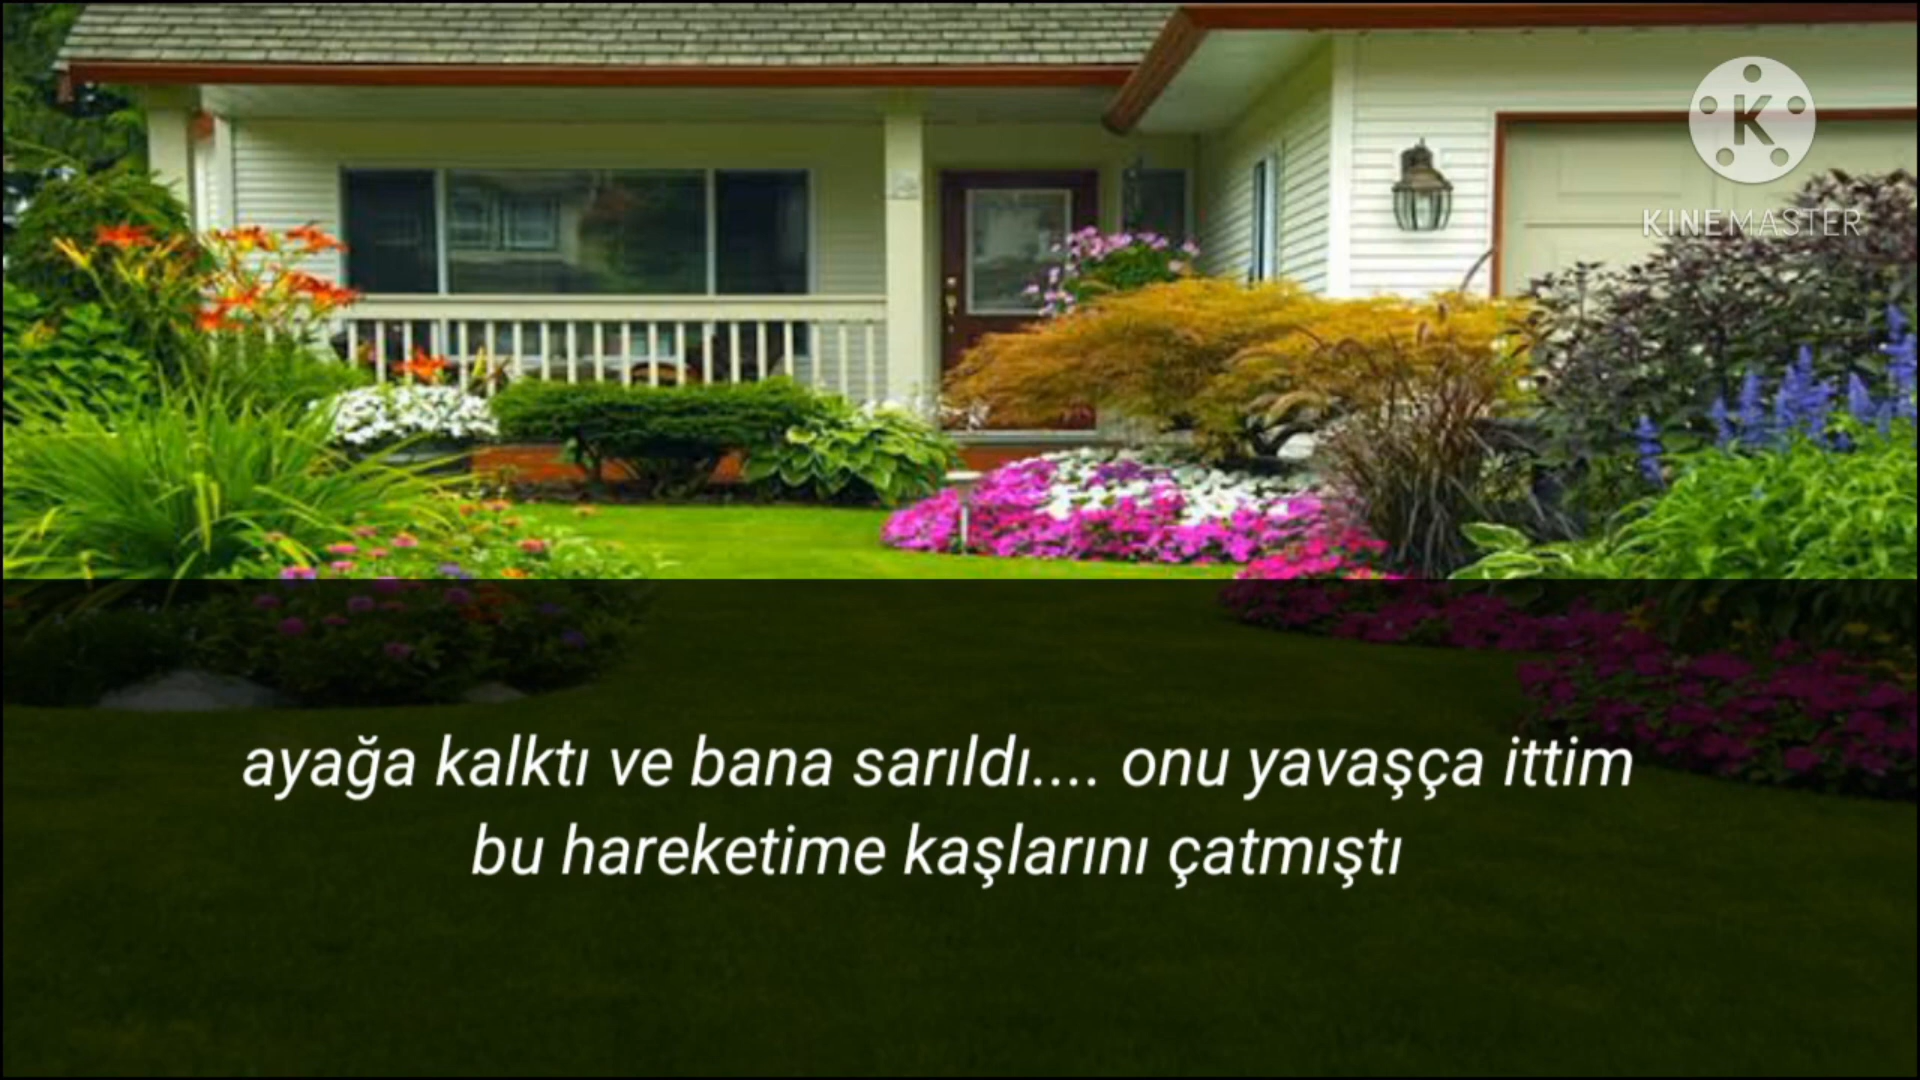 K
KINEMASTER
ayağa kalktı ve bana sarıldı.... onu yavaşça ittim
bu hareketime kaşlarını çatmıştı